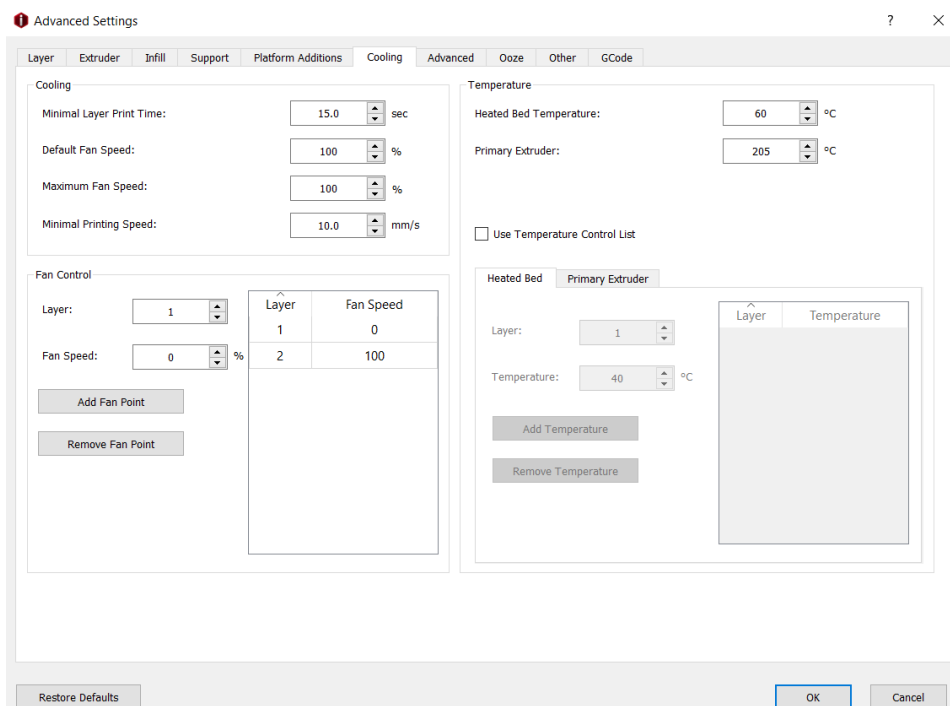 Advanced Settings ?
Layer Extruder Infill Support Platform Additions Cooling Advanced Ooze Other GCode
Cooling
Minimal Layer Print Time: 15.0 sec
Default Fan Speed: 100 %
Maximum Fan Speed: 100 %
Minimal Printing Speed: 10.0 mm/s
Fan Control
Layer: 1
Fan Speed: 0 %
Add Fan Point
Remove Fan Point
Layer Fan Speed
1 0
2 100
Temperature
Heated Bed Temperature: 60 °C
Primary Extruder: 205 °C
Use Temperature Control List
Heated Bed Primary Extruder
Layer: 1
Temperature: 40 °C
Add Temperature
Remove Temperature
Layer Temperature
Restore Defaults OK Cancel